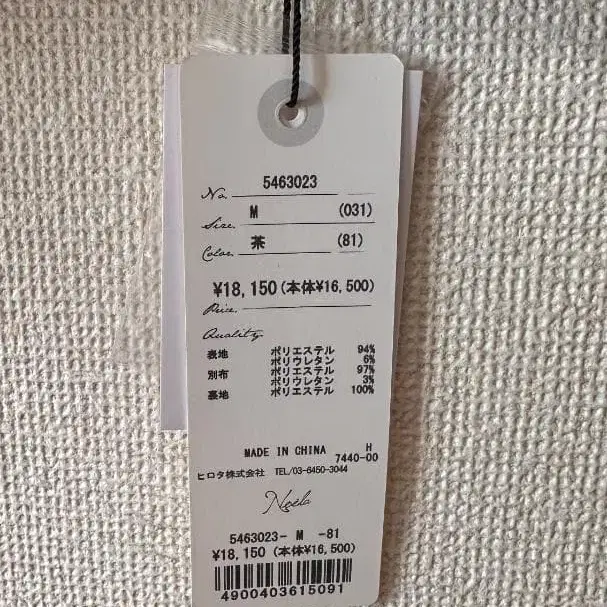 No. 5463023
Size. M (031)
Color. 茶 (81)
¥18,150(本体¥16,500)
Price.
Quality.
表地 ポリエステル 94%
ポリウレタン 6%
別布 ポリエステル 97%
ポリウレタン 3%
裏地 ポリエステル 100%
H
MADE IN CHINA 7440-00
ヒロタ株式会社 TEL/03-6450-3044
Noela
5463023- M -81
¥18,150(本体¥16,500)
4900403615091